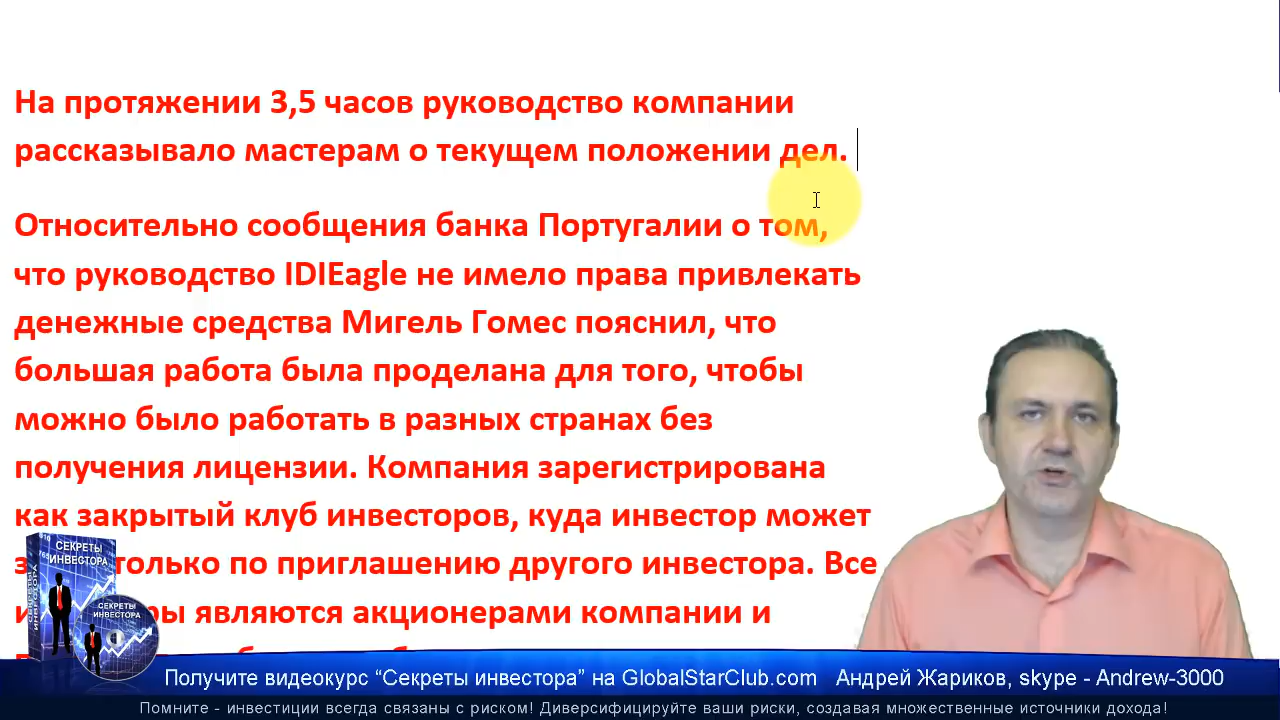 На протяжении 3,5 часов руководство компании
рассказывало мастерам о текущем положении дел.
Относительно сообщения банка Португалии о том,
что руководство IDIEagle не имело права привлекать
денежные средства Мигель Гомес пояснил, что
большая работа была проделана для того, чтобы
можно было работать в разных странах без
получения лицензии. Компания зарегистрирована
как закрытый клуб инвесторов, куда инвестор может
только по приглашению другого инвестора. Все
являются акционерами компании и
СЕКРЕТЫ
ИНВЕСТОРА
СЕКРЕТЫ
ИНВЕСТОРА
СЕКРЕТЫ
ИНВЕСТОРА
Получите видеокурс “Секреты инвестора” на GlobalStarClub.com Андрей Жариков, skype - Andrew-3000
Помните - инвестиции всегда связаны с риском! Диверсифицируйте ваши риски, создавая множественные источники дохода!